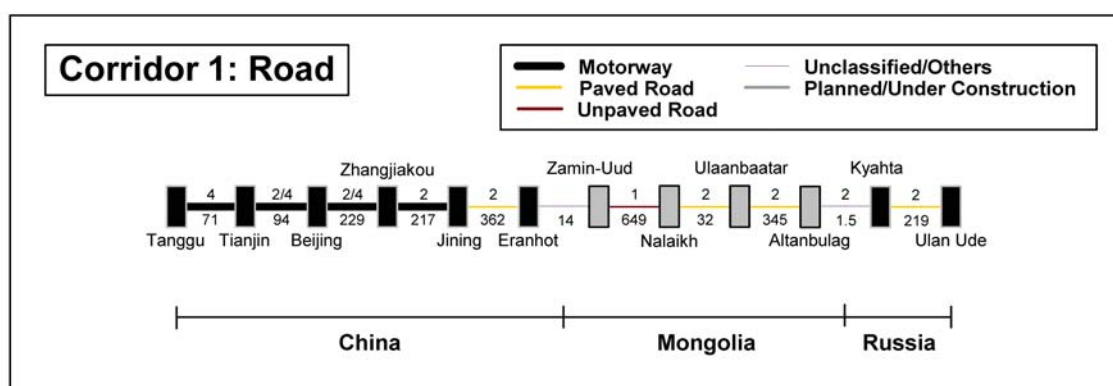 Corridor 1: Road
Motorway
Paved Road
Unpaved Road
Unclassified/Others
Planned/Under Construction
Zhangjiakou Zamin-Uud Ulaanbaatar Kyahta
4 2/4 2/4 2 2 1 2 2 2 2
71 94 229 217 362 14 649 32 345 1.5 219
Tanggu Tianjin Beijing Jining Eranhot Nalaikh Altanbulag Ulan Ude
China Mongolia Russia